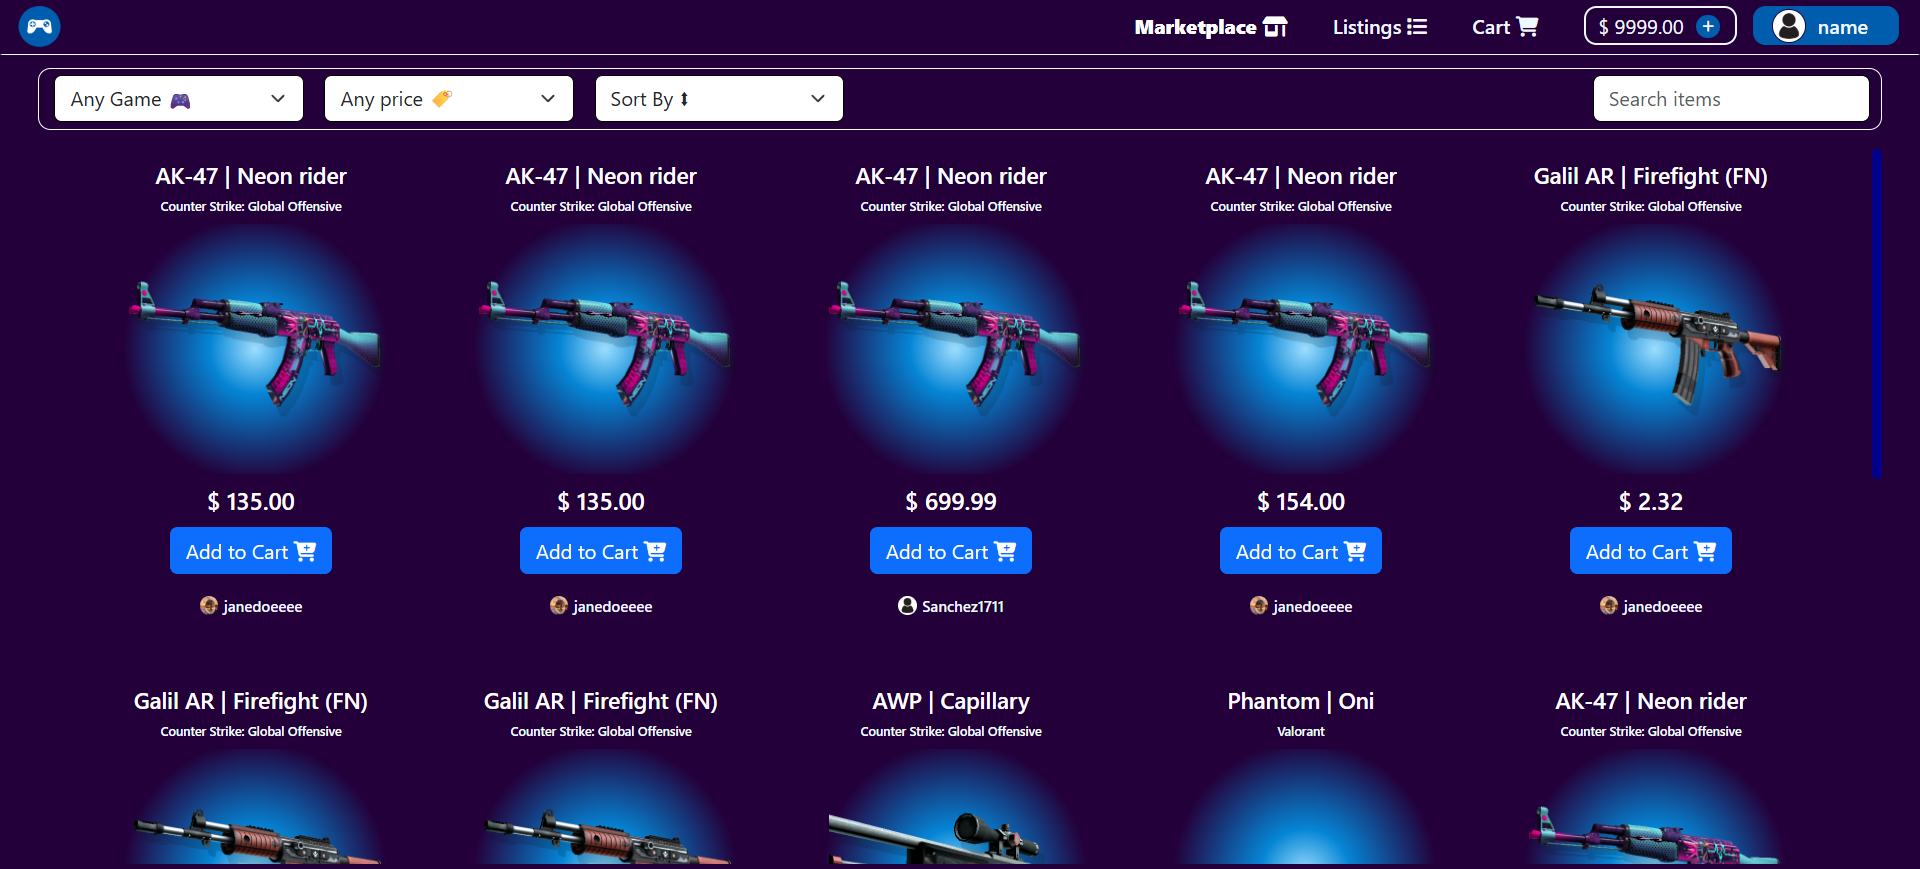 Marketplace Listings Cart $ 9999.00 + name
Any Game Any price Sort By Search items
AK-47 | Neon rider AK-47 | Neon rider AK-47 | Neon rider AK-47 | Neon rider Galil AR | Firefight (FN)
Counter Strike: Global Offensive Counter Strike: Global Offensive Counter Strike: Global Offensive Counter Strike: Global Offensive Counter Strike: Global Offensive
$ 135.00 $ 135.00 $ 699.99 $ 154.00 $ 2.32
Add to Cart Add to Cart Add to Cart Add to Cart Add to Cart
janedoeeee janedoeeee Sanchez1711 janedoeeee janedoeeee
Galil AR | Firefight (FN) Galil AR | Firefight (FN) AWP | Capillary Phantom | Oni AK-47 | Neon rider
Counter Strike: Global Offensive Counter Strike: Global Offensive Counter Strike: Global Offensive Valorant Counter Strike: Global Offensive